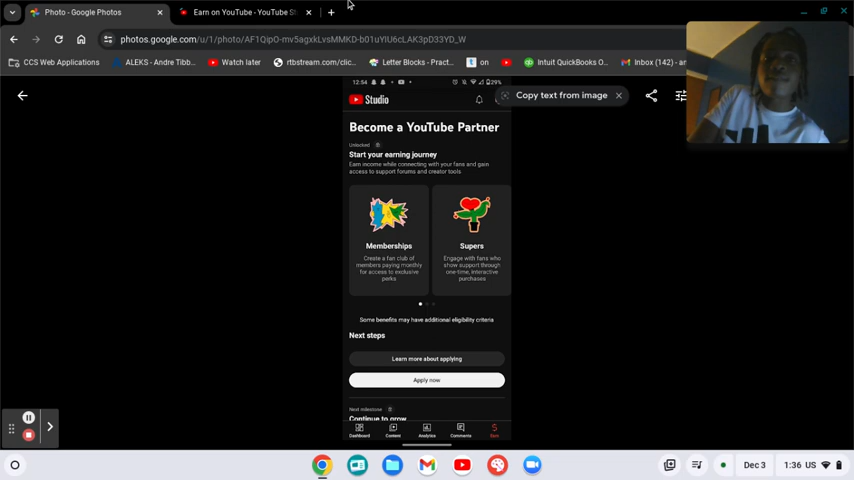 Photo - Google Photos
Earn on YouTube - YouTube St
photos.google.com/u/1/photo/
CCS Web Applications
ALEKS - Andre Tibb...
Watch later
rtbstream.com/clic...
Letter Blocks - Pract...
on
Intuit QuickBooks O...
Inbox (142) - an
Copy text from image
12:54
29%
Studio
Become a YouTube Partner
Unlocked
Start your earning journey
Earn income while connecting with your fans and gain
access to support forums and creator tools
Memberships
Create a fan club of
members paying monthly
for access to exclusive
perks.
Supers
Engage with fans who
show support through
one-time, interactive
purchases
Some benefits may have additional eligibility criteria
Next steps
Learn more about applying
Apply now
Next milestone
Continue to grow
Dashboard
Content
Analytics
Comments
Earn
Dec 3
1:36 US